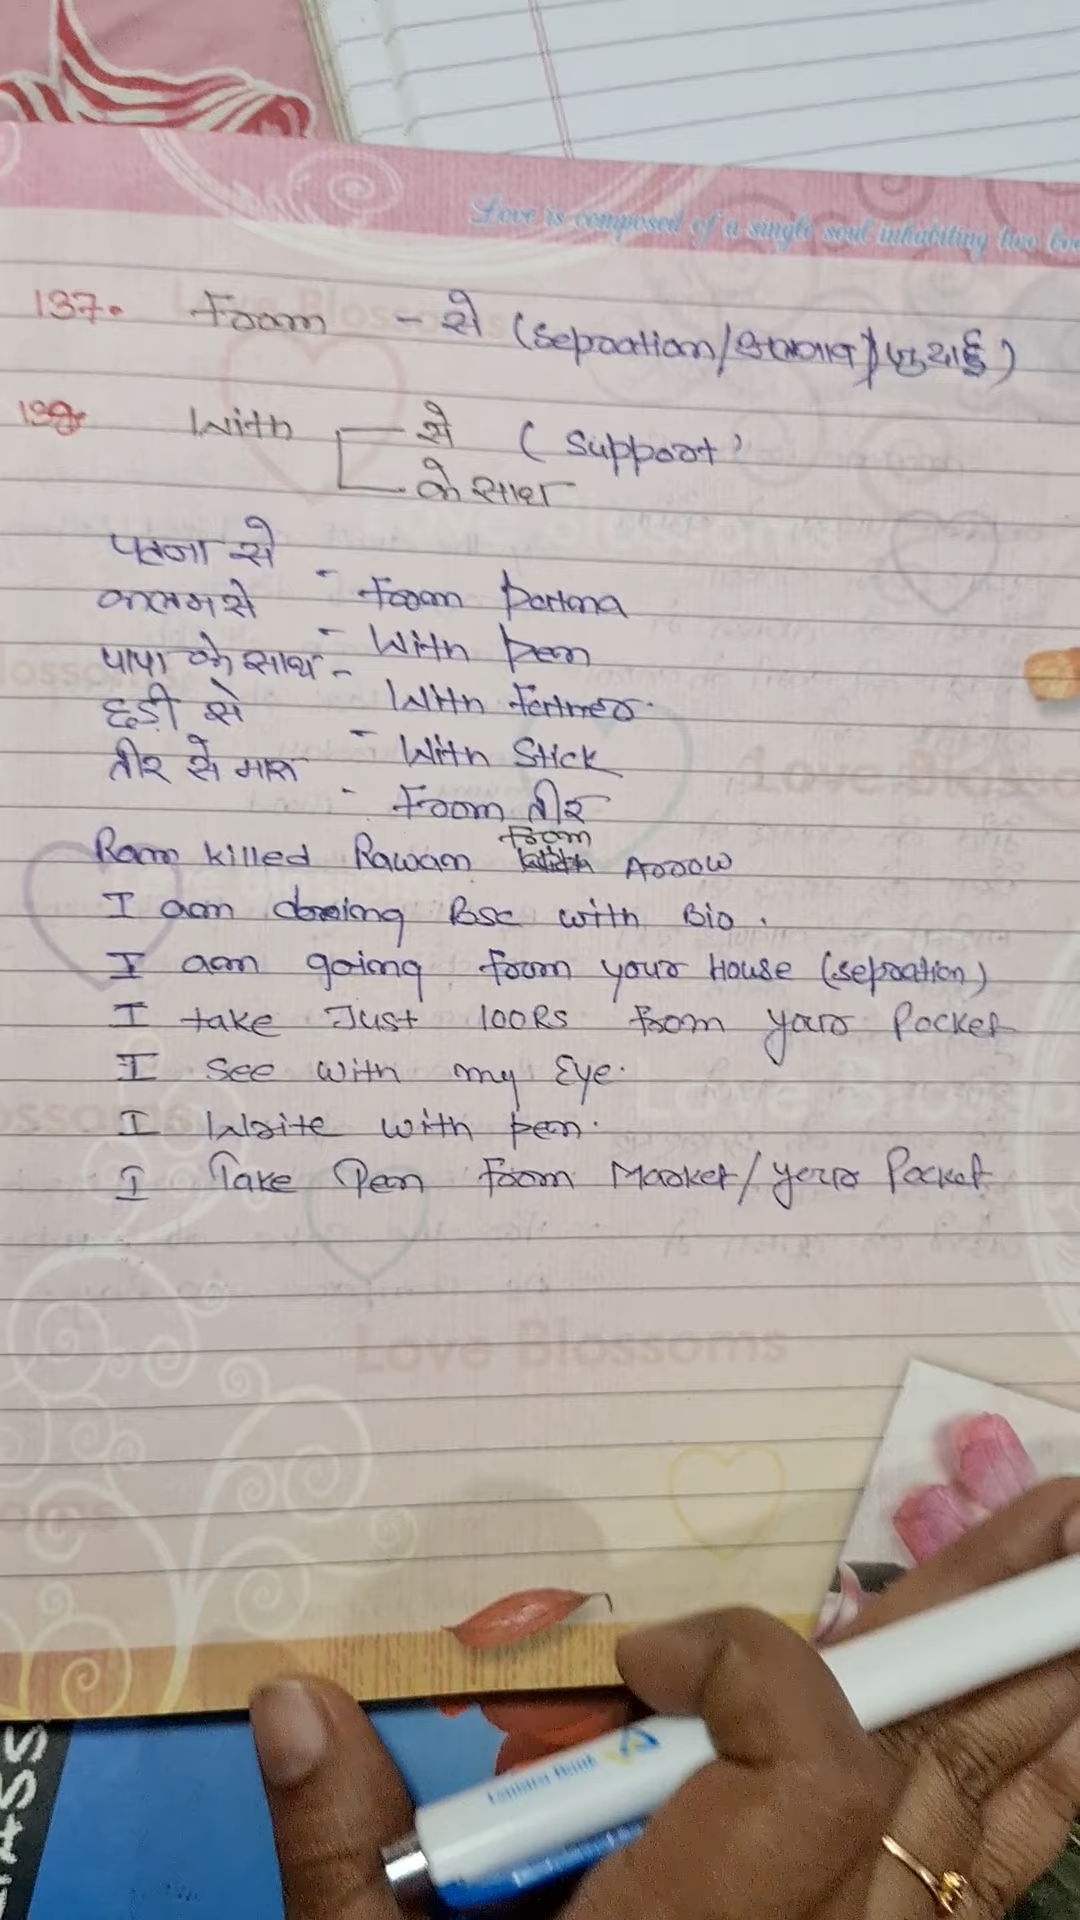 Love is composed of a single soul inhabiting two
137. From - से (sepration/अलगाव/जुदाई)
138. With से (Support)
के साथ
पटना से - From Patna
कलम से - With pen
पापा के साथ - With Father.
छड़ी से - With Stick
तीर से मारा - From तीर
from
Ram killed Rawan Arrow
I am doing Bsc with Bio.
I am going from your House (sepration)
I take Just 100Rs from your Pocket
I see with my Eye.
I Write with pen.
I Take Pen from Market/your Pocket
Love Blossoms